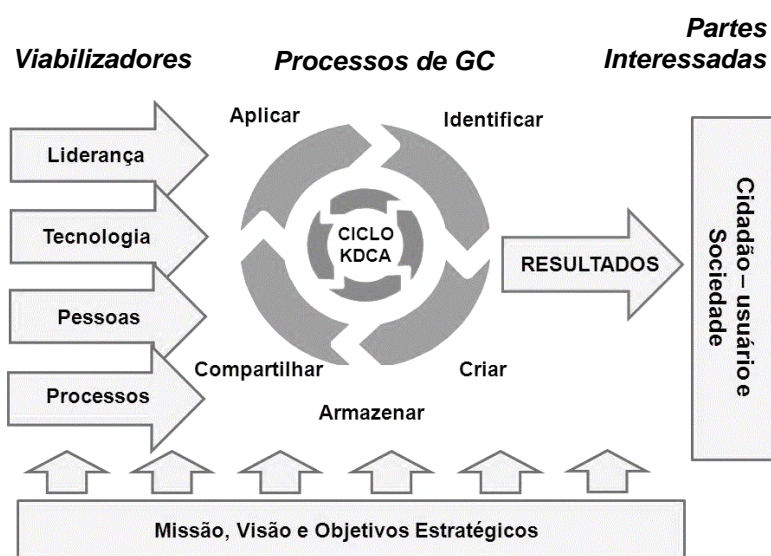 Viabilizadores
Processos de GC
Partes
Interessadas
Liderança
Tecnologia
Pessoas
Processos
Aplicar
Identificar
CICLO
KDCA
Compartilhar
Criar
Armazenar
RESULTADOS
Cidadão – usuário e
Sociedade
Missão, Visão e Objetivos Estratégicos